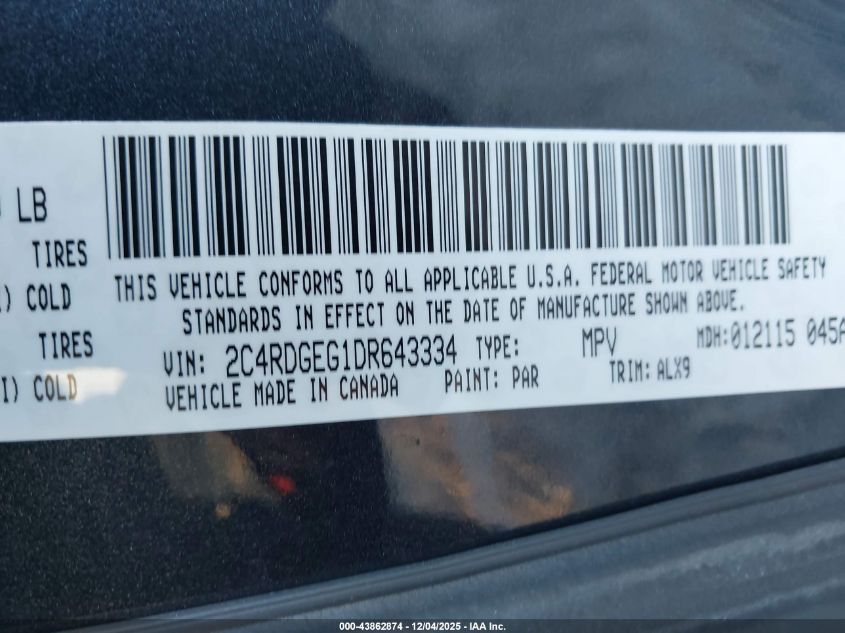 LB
TIRES
COLD
THIS VEHICLE CONFORMS TO ALL APPLICABLE U.S.A. FEDERAL MOTOR VEHICLE SAFETY
STANDARDS IN EFFECT ON THE DATE OF MANUFACTURE SHOWN ABOVE.
TIRES
I) COLD
VIN: 2C4RDGEG1DR643334 TYPE: MPV MDH:012115 045A
VEHICLE MADE IN CANADA PAINT: PAR TRIM: ALX9
000-43862874 - 12/04/2025 - IAA Inc.